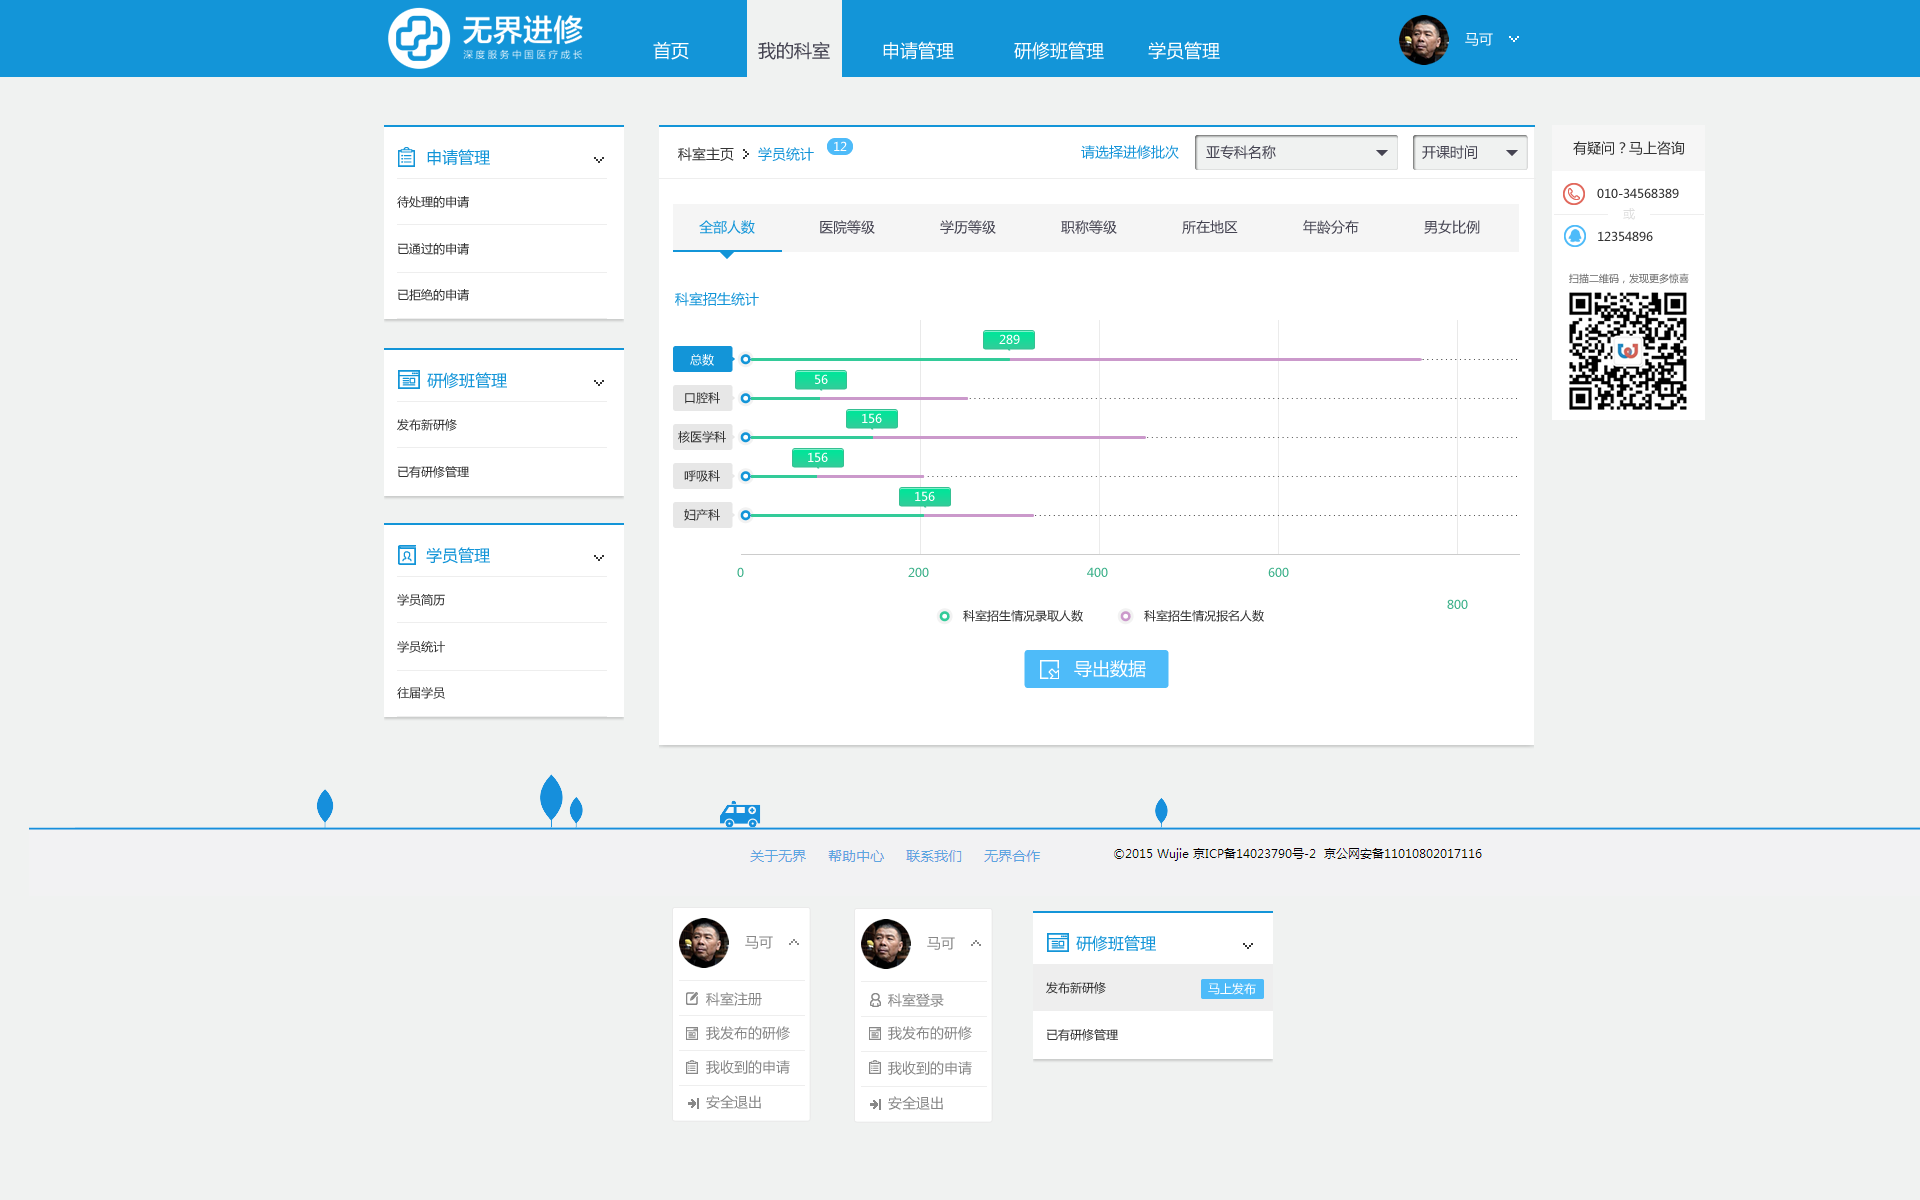 无界进修
深度服务中国医疗成长
首页
我的科室
申请管理
研修班管理
学员管理
马可
申请管理
待处理的申请
已通过的申请
已拒绝的申请
研修班管理
发布新研修
已有研修管理
学员管理
学员简历
学员统计
往届学员
科室主页 学员统计 12
请选择进修批次
亚专科名称
开课时间
全部人数
医院等级
学历等级
职称等级
所在地区
年龄分布
男女比例
科室招生统计
总数
289
口腔科
56
核医学科
156
呼吸科
156
妇产科
156
0
200
400
600
800
科室招生情况录取人数
科室招生情况报名人数
导出数据
有疑问？马上咨询
010-34568389
或
12354896
扫描二维码，发现更多惊喜
关于无界
帮助中心
联系我们
无界合作
©2015 Wujie 京ICP备14023790号-2 京公网安备11010802017116
马可
科室注册
我发布的研修
我收到的申请
安全退出
马可
科室登录
我发布的研修
我收到的申请
安全退出
研修班管理
发布新研修
马上发布
已有研修管理